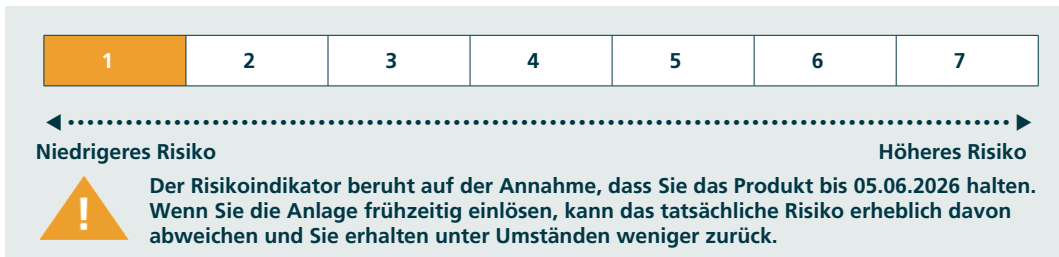 1 2 3 4 5 6 7
Niedrigeres Risiko Höheres Risiko
Der Risikoindikator beruht auf der Annahme, dass Sie das Produkt bis 05.06.2026 halten.
Wenn Sie die Anlage frühzeitig einlösen, kann das tatsächliche Risiko erheblich davon
abweichen und Sie erhalten unter Umständen weniger zurück.